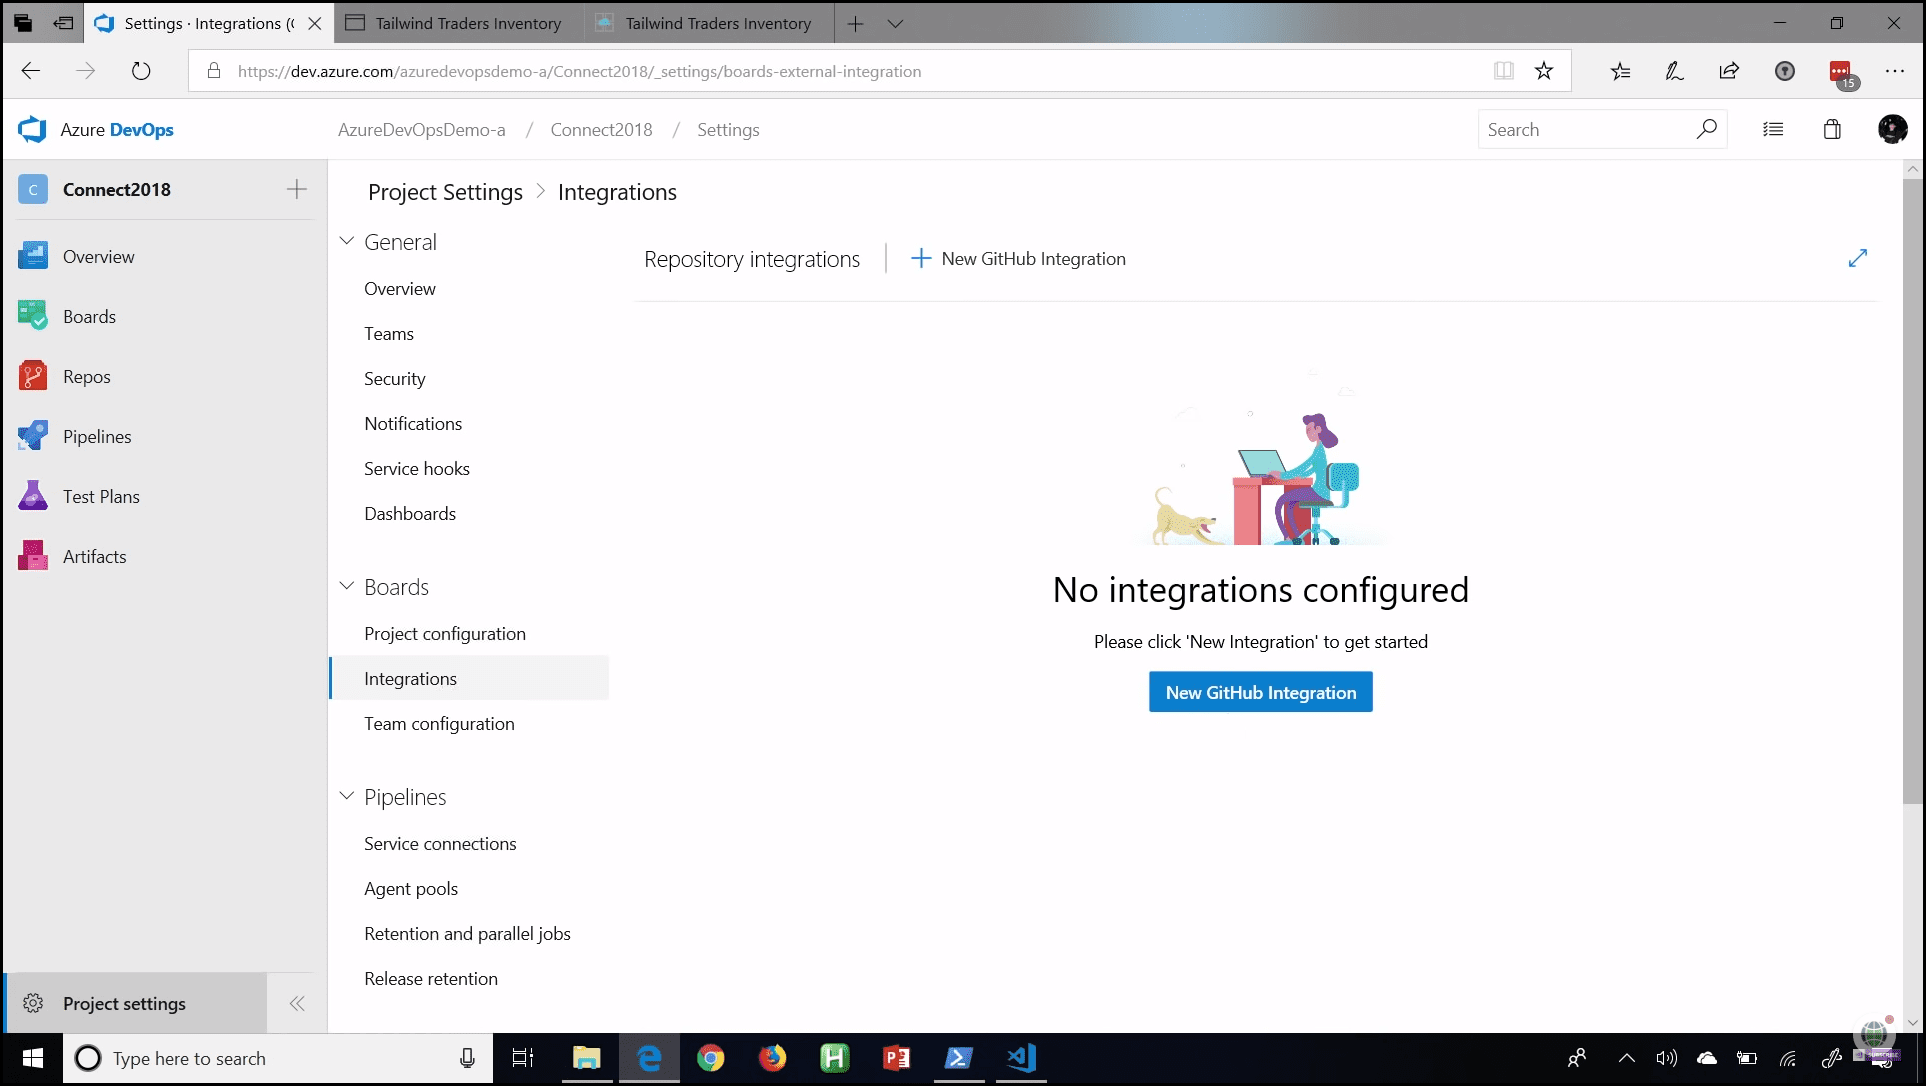 Settings · Integrations (
Tailwind Traders Inventory
Tailwind Traders Inventory
https://dev.azure.com/azuredevopsdemo-a/Connect2018/_settings/boards-external-integration
15
Azure DevOps
AzureDevOpsDemo-a / Connect2018 / Settings
Search
C
Connect2018
Overview
Boards
Repos
Pipelines
Test Plans
Artifacts
Project settings
Project Settings > Integrations
General
Overview
Teams
Security
Notifications
Service hooks
Dashboards
Boards
Project configuration
Integrations
Team configuration
Pipelines
Service connections
Agent pools
Retention and parallel jobs
Release retention
Repository integrations
New GitHub Integration
No integrations configured
Please click 'New Integration' to get started
New GitHub Integration
Type here to search
SUBSCRIBE